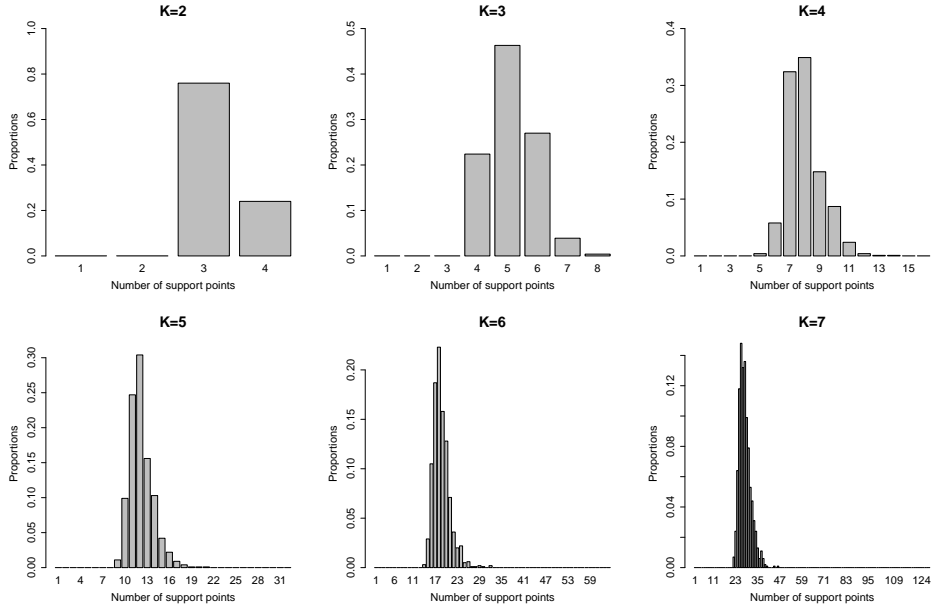 K=2
Proportions
0.0 0.2 0.4 0.6 0.8 1.0
1 2 3 4
Number of support points
K=3
Proportions
0.0 0.1 0.2 0.3 0.4 0.5
1 2 3 4 5 6 7 8
Number of support points
K=4
Proportions
0.0 0.1 0.2 0.3 0.4
1 3 5 7 9 11 13 15
Number of support points
K=5
Proportions
0.00 0.05 0.10 0.15 0.20 0.25 0.30
1 4 7 10 13 16 19 22 25 28 31
Number of support points
K=6
Proportions
0.00 0.05 0.10 0.15 0.20
1 6 11 17 23 29 35 41 47 53 59
Number of support points
K=7
Proportions
0.00 0.04 0.08 0.12
1 11 23 35 47 59 71 83 95 109 124
Number of support points